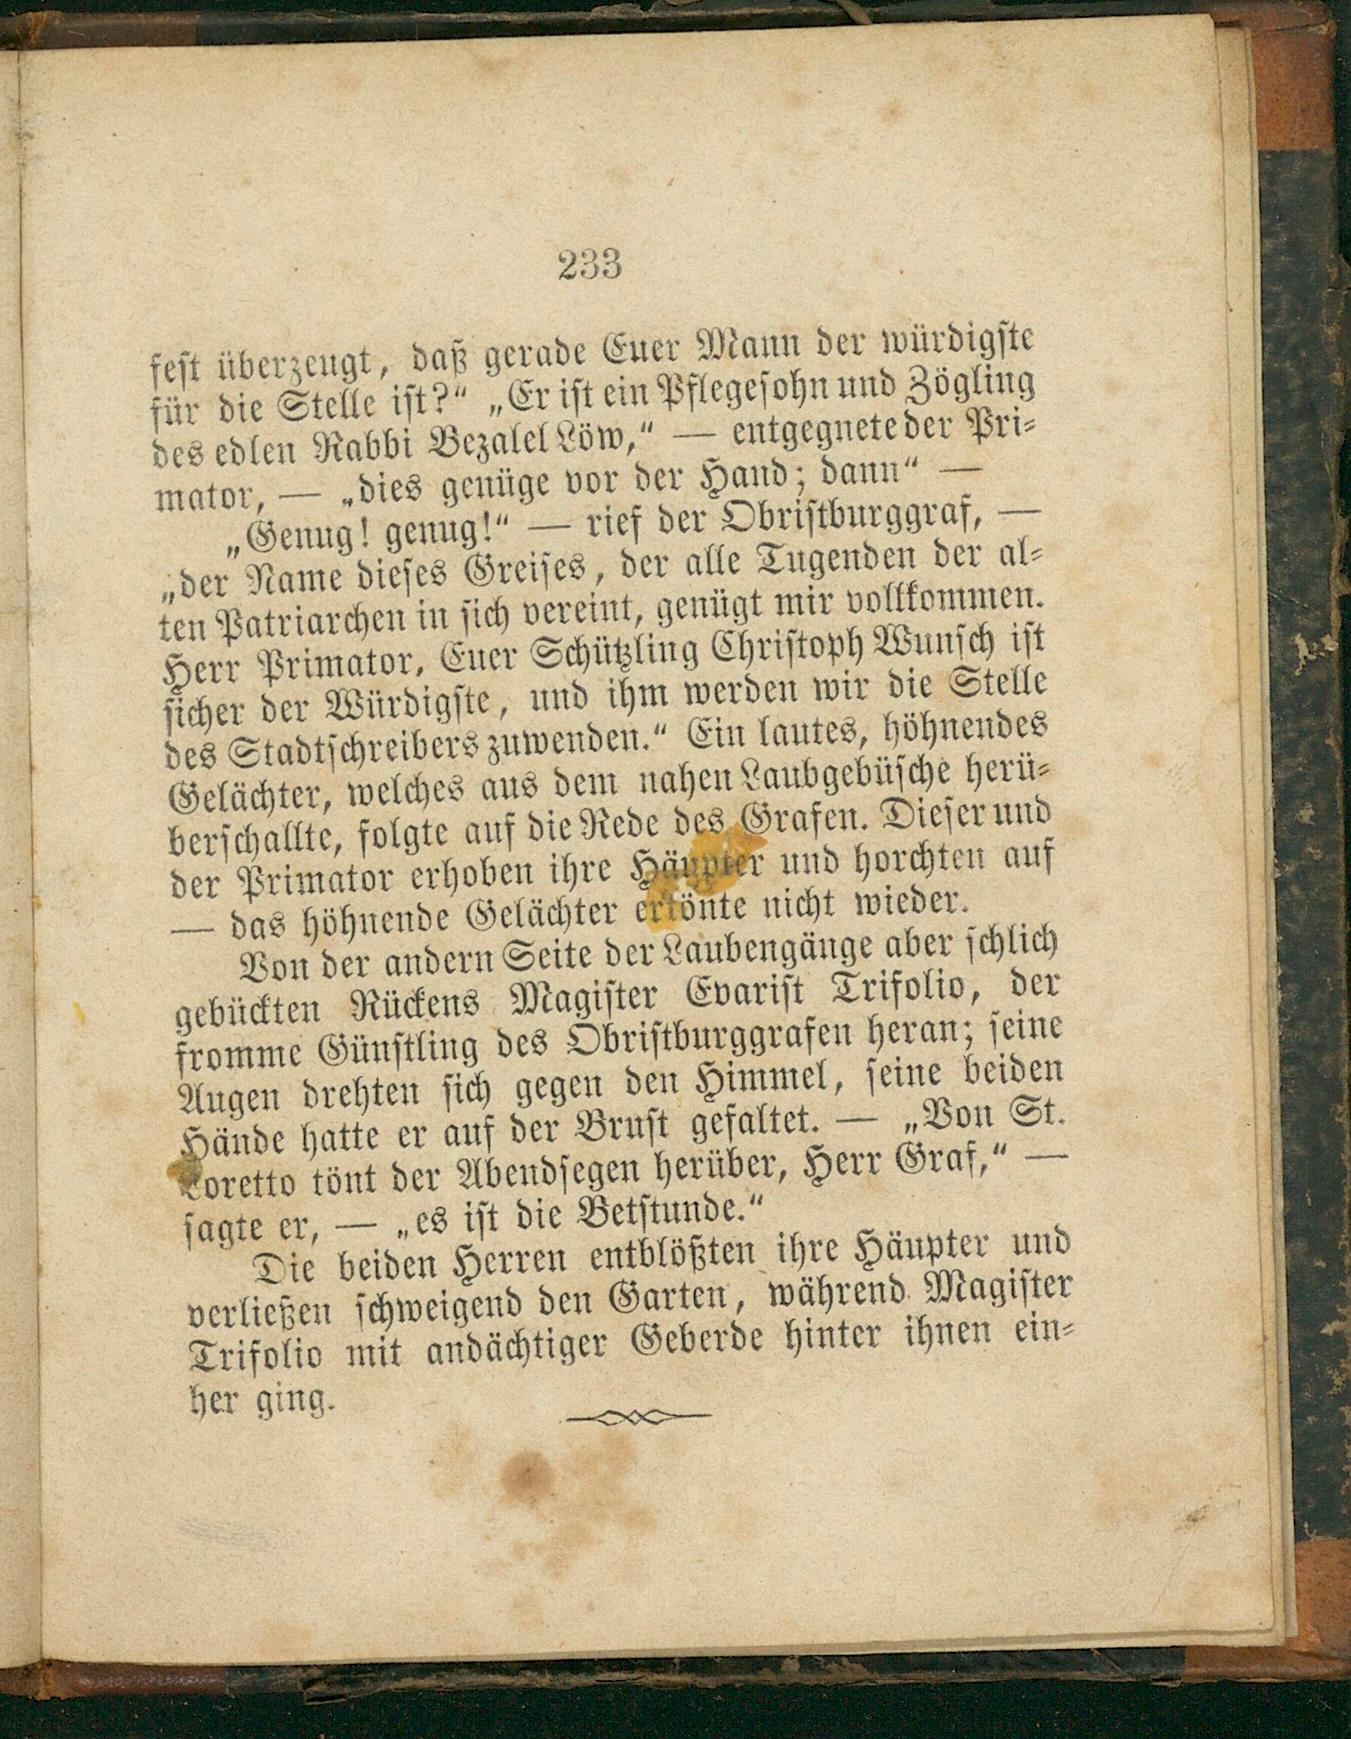 233
fest überzeugt, daß gerade Euer Mann der würdigste
für die Stelle ist?“ „Er ist ein Pflegesohn und Zögling
des edlen Rabbi Bezalel Löw,“ — entgegnete der Pri-
mator, — „dies genüge vor der Hand; dann“ —
„Genug! genug!“ — rief der Obristburggraf, —
„der Name dieses Greises, der alle Tugenden der al-
ten Patriarchen in sich vereint, genügt mir vollkommen.
Herr Primator, Euer Schützling Christoph Wunsch ist
sicher der Würdigste, und ihm werden wir die Stelle
des Stadtschreibers zuwenden.“ Ein lautes, höhnendes
Gelächter, welches aus dem nahen Laubgebüsche herü-
berschallte, folgte auf die Rede des Grafen. Dieser und
der Primator erhoben ihre Häupter und horchten auf
— das höhnende Gelächter ertönte nicht wieder.
Von der andern Seite der Laubengänge aber schlich
gebückten Rückens Magister Evarist Trifolio, der
fromme Günstling des Obristburggrafen heran; seine
Augen drehten sich gegen den Himmel, seine beiden
Hände hatte er auf der Brust gefaltet. — „Von St.
Loretto tönt der Abendsegen herüber, Herr Graf,“ —
sagte er, — „es ist die Betstunde.“
Die beiden Herren entblößten ihre Häupter und
verließen schweigend den Garten, während Magister
Trifolio mit andächtiger Geberde hinter ihnen ein-
her ging.